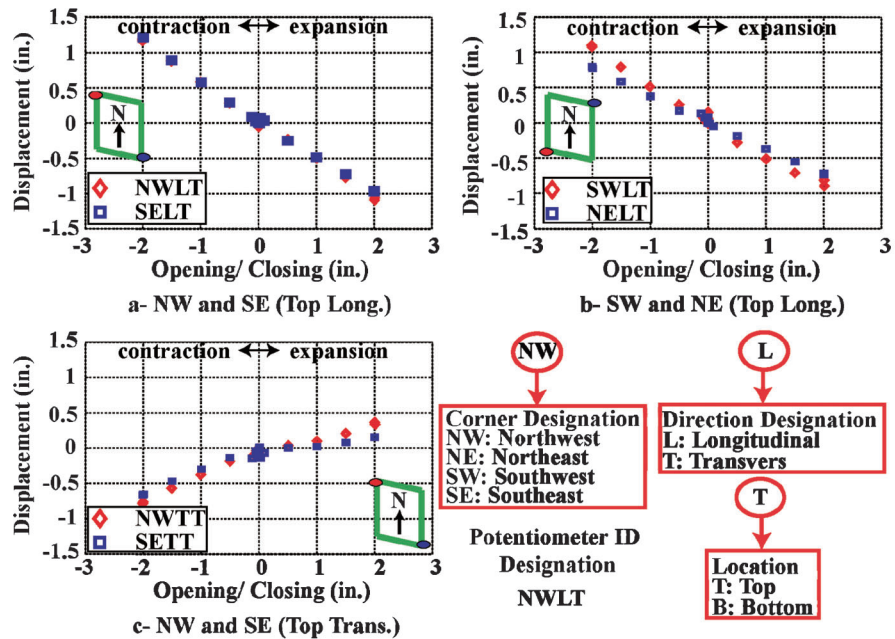 contraction ↔ expansion
Displacement (in.)
1.5
1
0.5
0
-0.5
-1
-1.5
N
NWLT
SELT
-3 -2 -1 0 1 2 3
Opening/ Closing (in.)
a- NW and SE (Top Long.)
contraction ↔ expansion
Displacement (in.)
1.5
1
0.5
0
-0.5
-1
-1.5
N
SWLT
NELT
-3 -2 -1 0 1 2 3
Opening/ Closing (in.)
b- SW and NE (Top Long.)
contraction ↔ expansion
Displacement (in.)
1.5
1
0.5
0
-0.5
-1
-1.5
N
NWTT
SETT
-3 -2 -1 0 1 2 3
Opening/ Closing (in.)
c- NW and SE (Top Trans.)
NW
Corner Designation
NW: Northwest
NE: Northeast
SW: Southwest
SE: Southeast
Potentiometer ID
Designation
NWLT
L
Direction Designation
L: Longitudinal
T: Transvers
T
Location
T: Top
B: Bottom